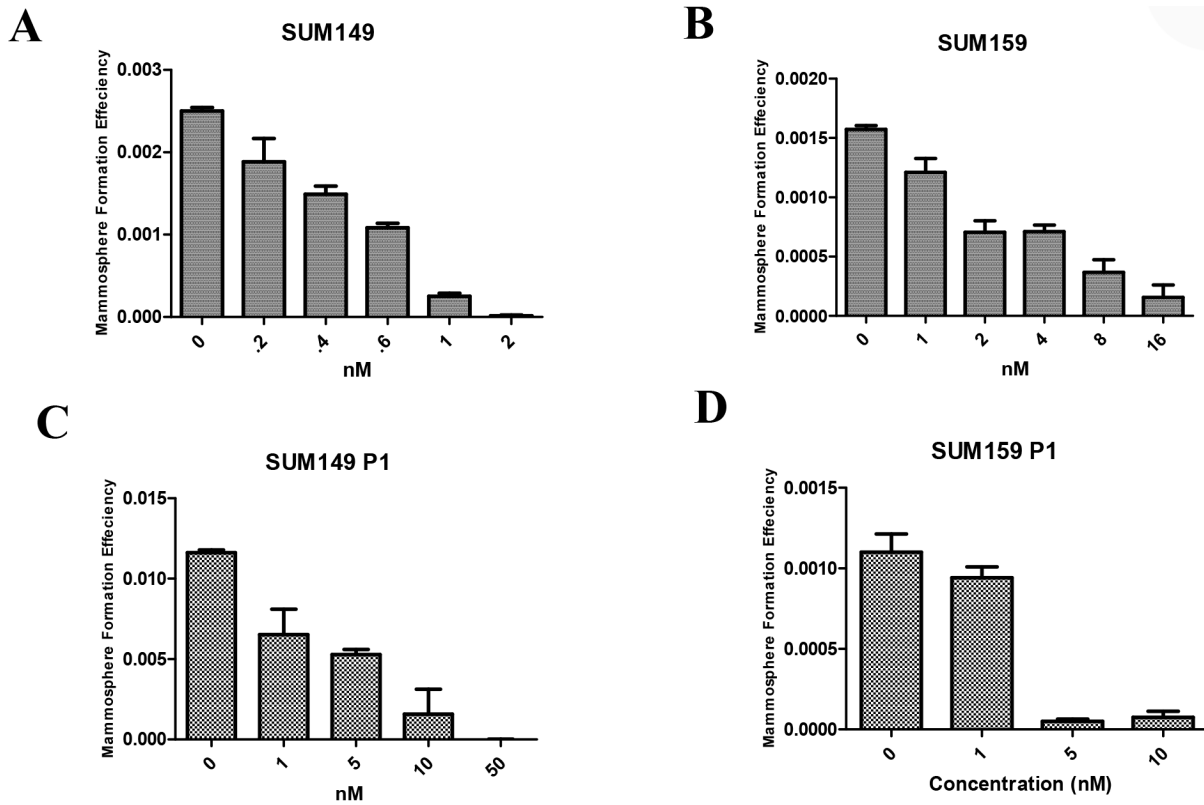 A
SUM149
Mammosphere Formation Effeciency
0.003
0.002
0.001
0.000
0 .2 .4 .6 1 2
nM
B
SUM159
Mammosphere Formation Effeciency
0.0020
0.0015
0.0010
0.0005
0.0000
0 1 2 4 8 16
nM
C
SUM149 P1
Mammosphere Formation Effeciency
0.015
0.010
0.005
0.000
0 1 5 10 50
nM
D
SUM159 P1
Mammosphere Formation Effeciency
0.0015
0.0010
0.0005
0.0000
0 1 5 10
Concentration (nM)